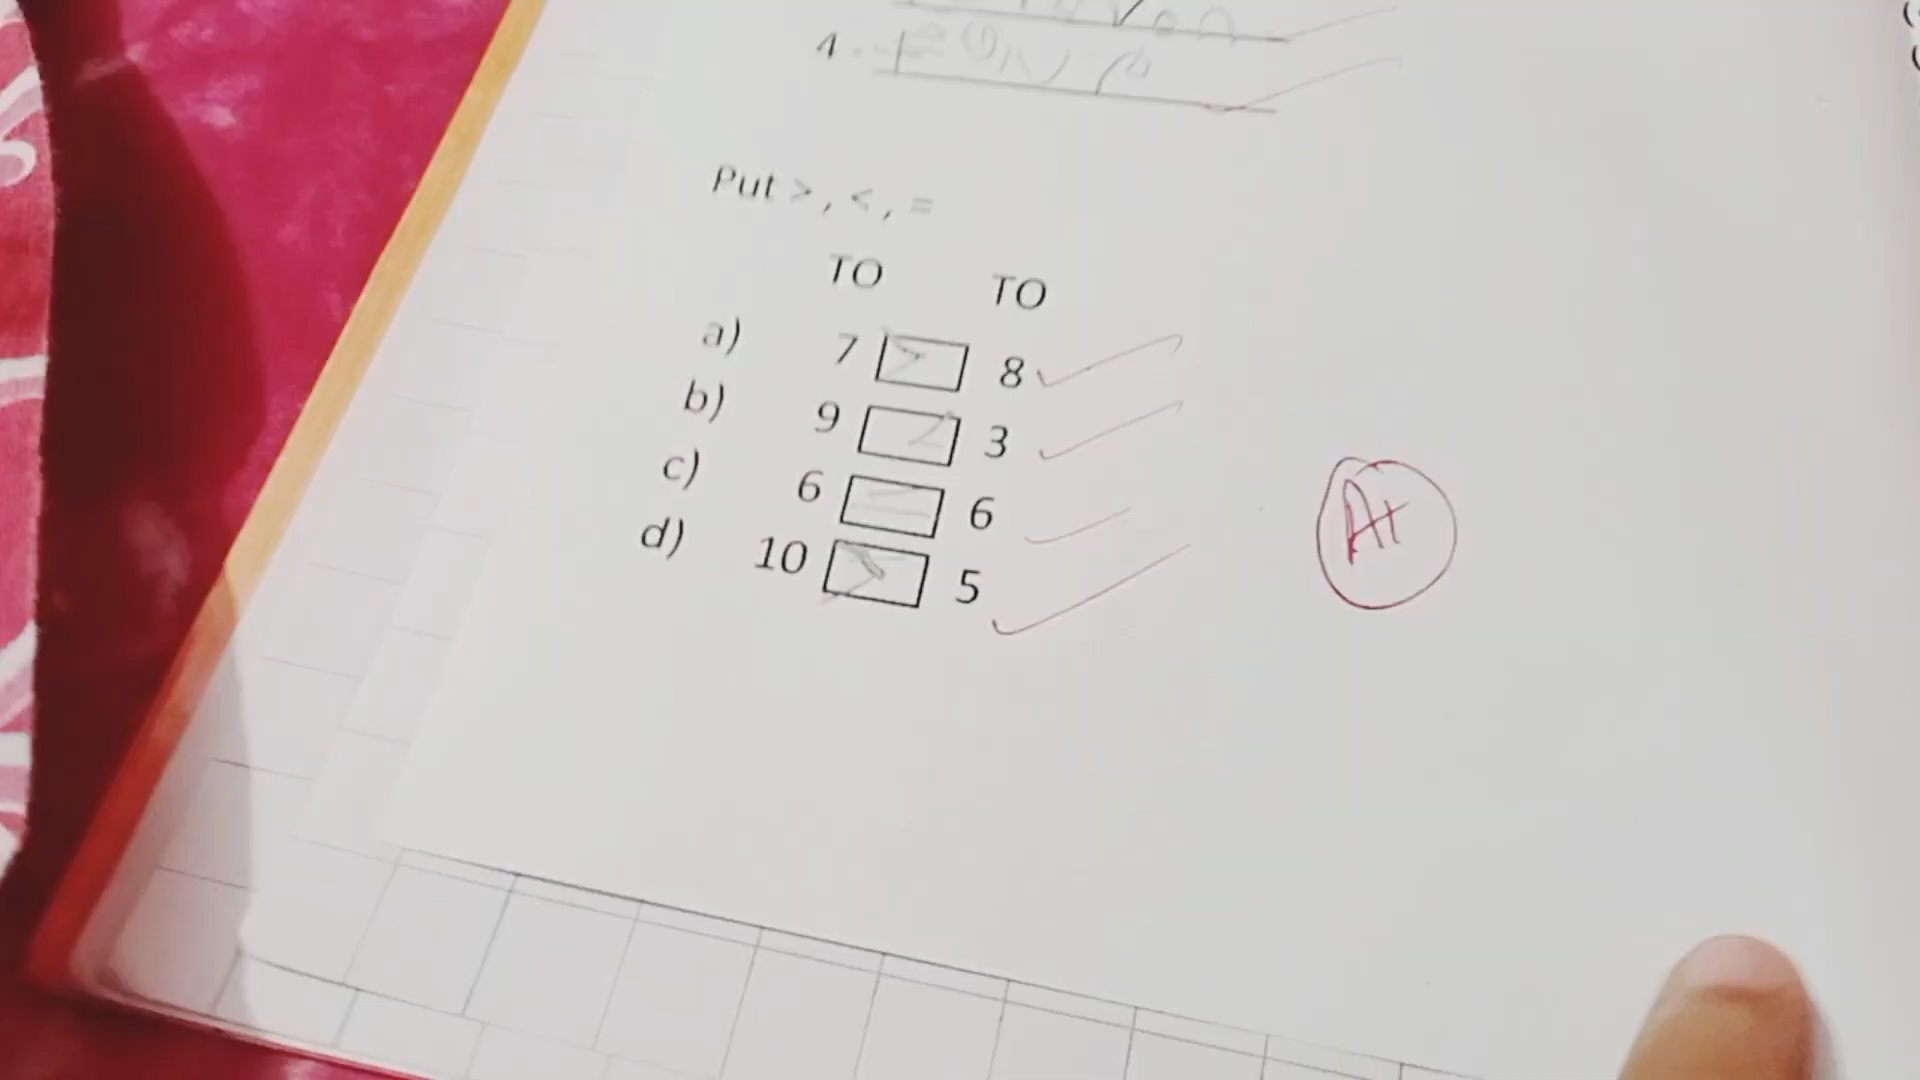 4 -
Put > , < , =
TO TO
a) 7 > 8
b) 9 3
c) 6 = 6
d) 10 > 5
A+